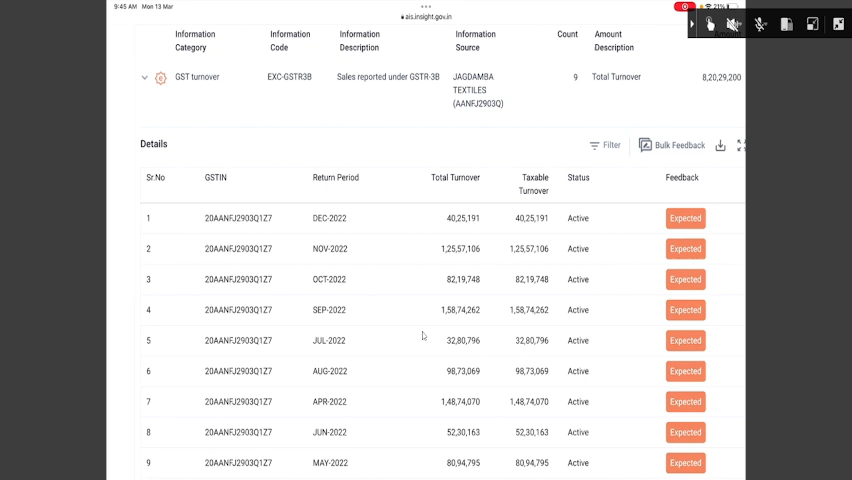 9:45 AM Mon 13 Mar
21%
ais.insight.gov.in
Information Category Information Code Information Description Information Source Count Amount Description Amount
GST turnover EXC-GSTR3B Sales reported under GSTR-3B JAGDAMBA TEXTILES (AANFJ2903Q) 9 Total Turnover 8,20,29,200
Details Filter Bulk Feedback
Sr.No GSTIN Return Period Total Turnover Taxable Turnover Status Feedback
1 20AANFJ2903Q1Z7 DEC-2022 40,25,191 40,25,191 Active Expected
2 20AANFJ2903Q1Z7 NOV-2022 1,25,57,106 1,25,57,106 Active Expected
3 20AANFJ2903Q1Z7 OCT-2022 82,19,748 82,19,748 Active Expected
4 20AANFJ2903Q1Z7 SEP-2022 1,58,74,262 1,58,74,262 Active Expected
5 20AANFJ2903Q1Z7 JUL-2022 32,80,796 32,80,796 Active Expected
6 20AANFJ2903Q1Z7 AUG-2022 98,73,069 98,73,069 Active Expected
7 20AANFJ2903Q1Z7 APR-2022 1,48,74,070 1,48,74,070 Active Expected
8 20AANFJ2903Q1Z7 JUN-2022 52,30,163 52,30,163 Active Expected
9 20AANFJ2903Q1Z7 MAY-2022 80,94,795 80,94,795 Active Expected